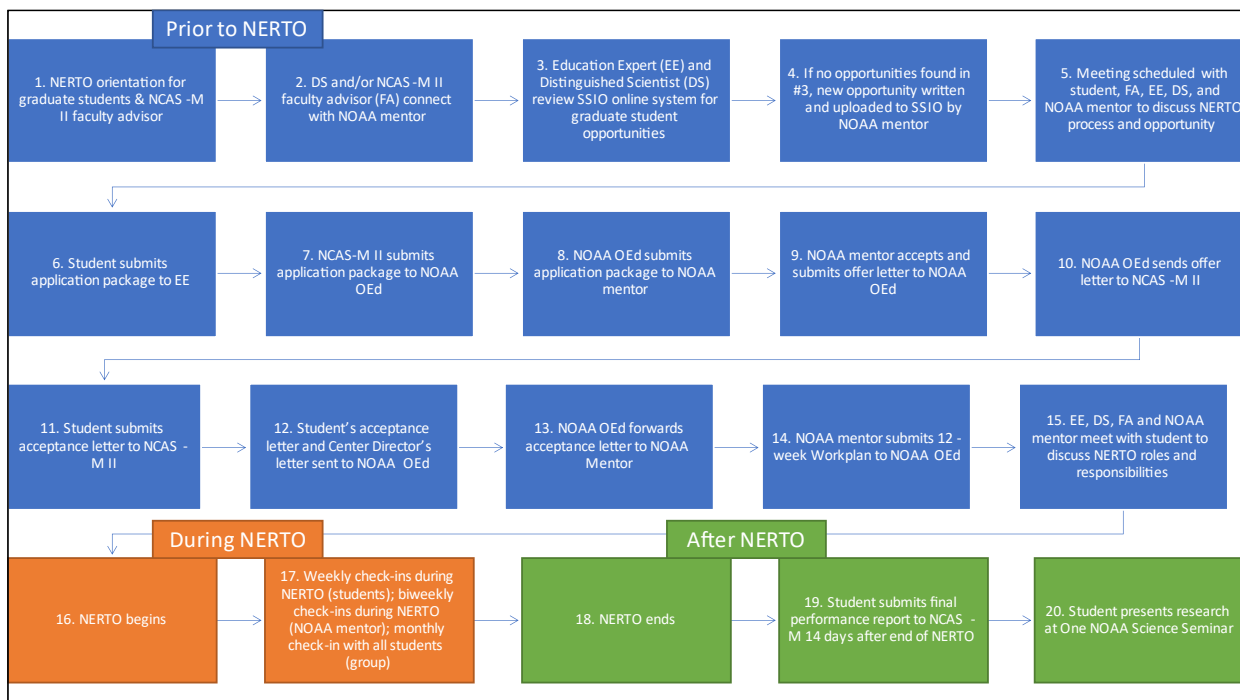 Prior to NERTO
1. NERTO orientation for
graduate students & NCAS -M
II faculty advisor
2. DS and/or NCAS -M II
faculty advisor (FA) connect
with NOAA mentor
3. Education Expert (EE) and
Distinguished Scientist (DS)
review SSIO online system for
graduate student
opportunities
4. If no opportunities found in
#3, new opportunity written
and uploaded to SSIO by
NOAA mentor
5. Meeting scheduled with
student, FA, EE, DS, and
NOAA mentor to discuss NERTO
process and opportunity
6. Student submits
application package to EE
7. NCAS-M II submits
application package to NOAA
OEd
8. NOAA OEd submits
application package to NOAA
mentor
9. NOAA mentor accepts and
submits offer letter to NOAA
OEd
10. NOAA OEd sends offer
letter to NCAS -M II
11. Student submits
acceptance letter to NCAS -
M II
12. Student's acceptance
letter and Center Director's
letter sent to NOAA OEd
13. NOAA OEd forwards
acceptance letter to NOAA
Mentor
14. NOAA mentor submits 12 -
week Workplan to NOAA OEd
15. EE, DS, FA and NOAA
mentor meet with student to
discuss NERTO roles and
responsibilities
During NERTO
16. NERTO begins
17. Weekly check-ins during
NERTO (students); biweekly
check-ins during NERTO
(NOAA mentor); monthly
check-in with all students
(group)
After NERTO
18. NERTO ends
19. Student submits final
performance report to NCAS -
M 14 days after end of NERTO
20. Student presents research
at One NOAA Science Seminar